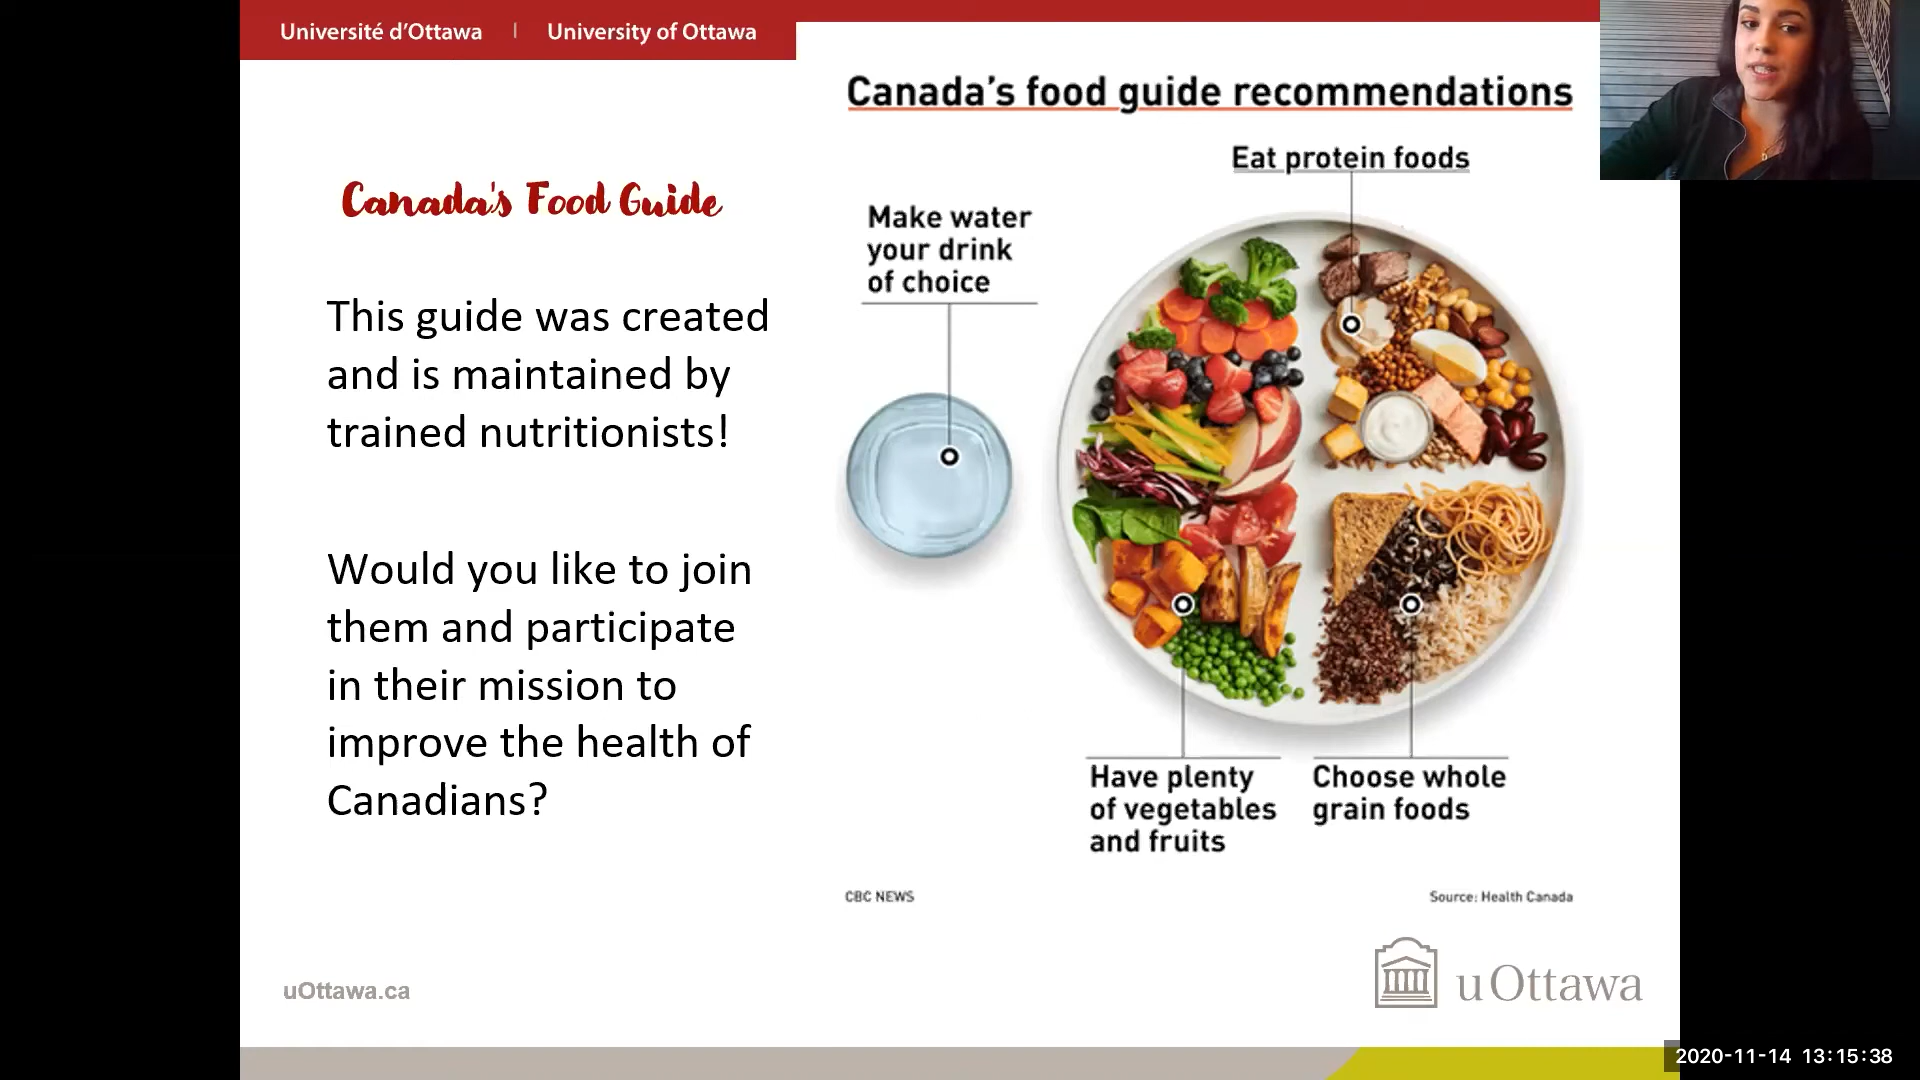 Université d'Ottawa | University of Ottawa
Canada's food guide recommendations
Eat protein foods
Canada's Food Guide
Make water
your drink
of choice
This guide was created
and is maintained by
trained nutritionists!
Would you like to join
them and participate
in their mission to
improve the health of
Canadians?
Have plenty
of vegetables
and fruits
Choose whole
grain foods
CBC NEWS
Source: Health Canada
uOttawa.ca
uOttawa
2020-11-14 13:15:38